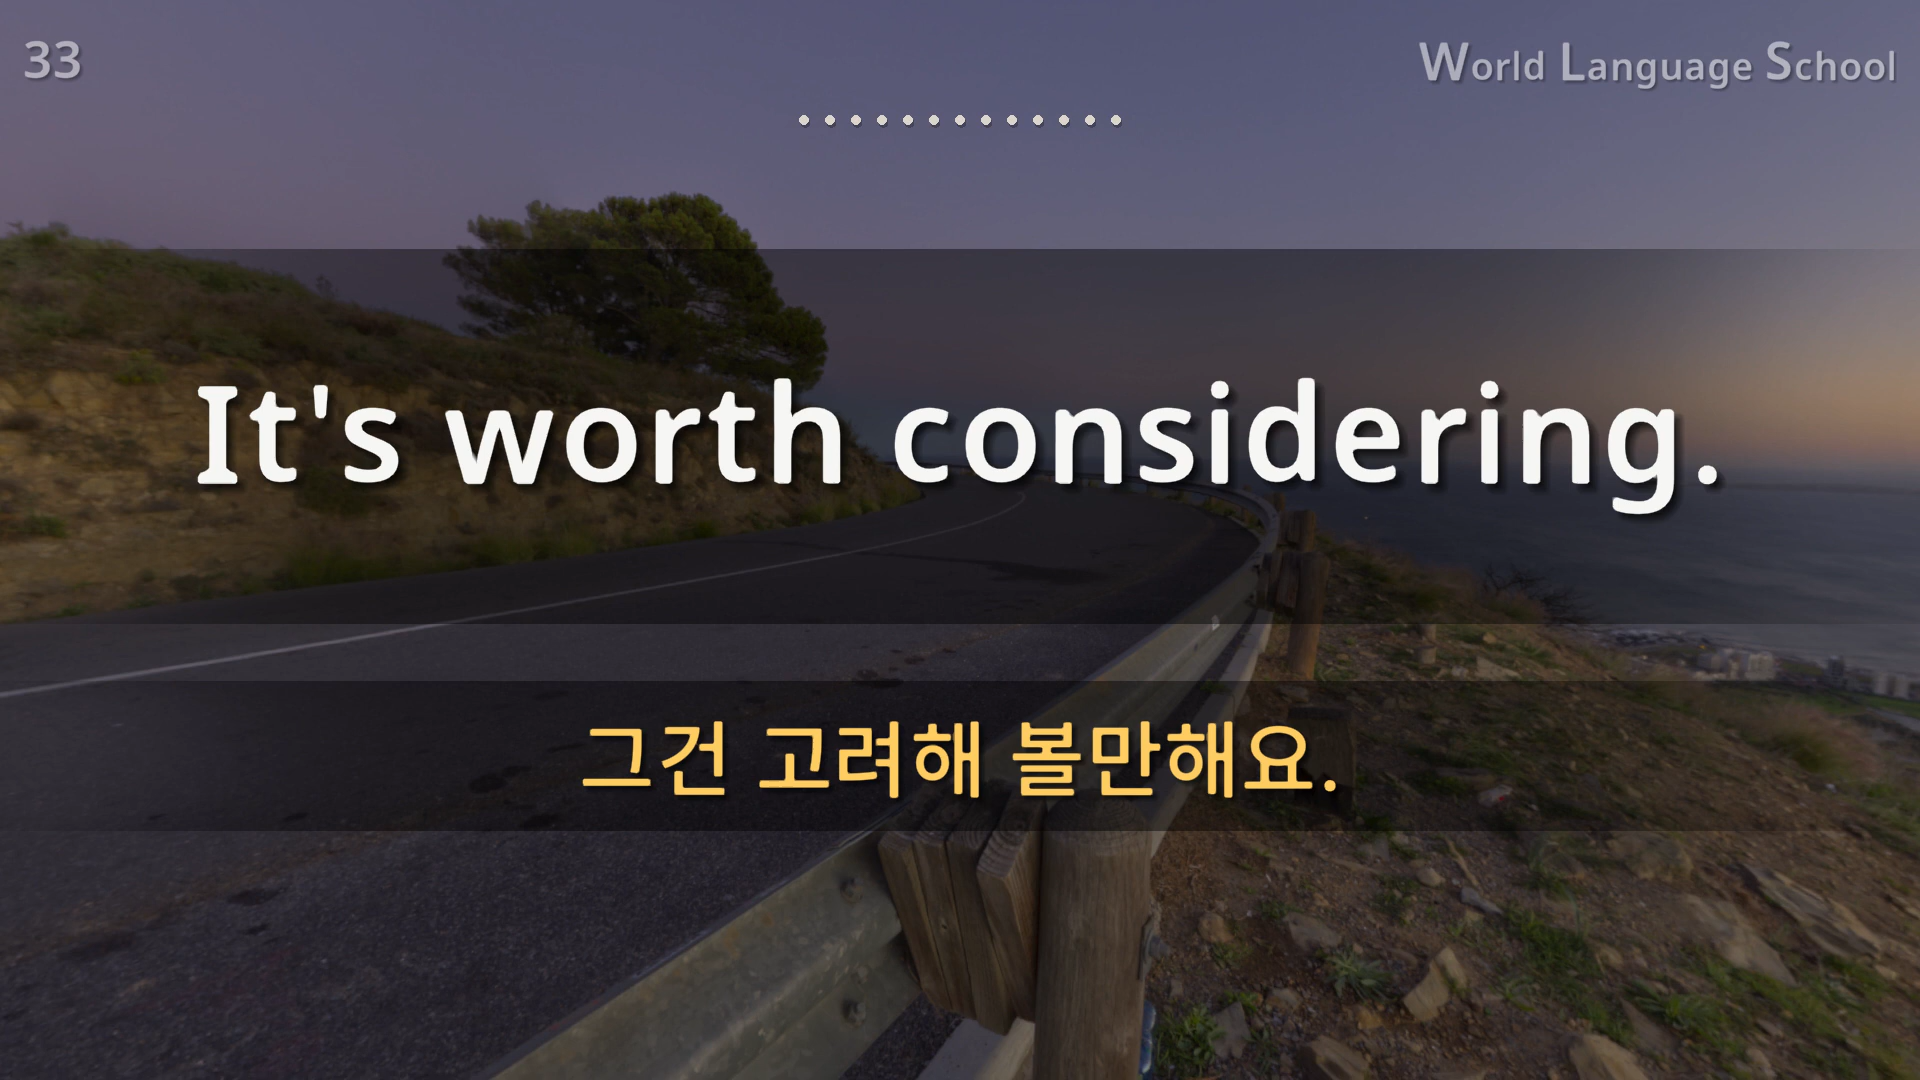 33
World Language School
It's worth considering.
그건 고려해 볼만해요.